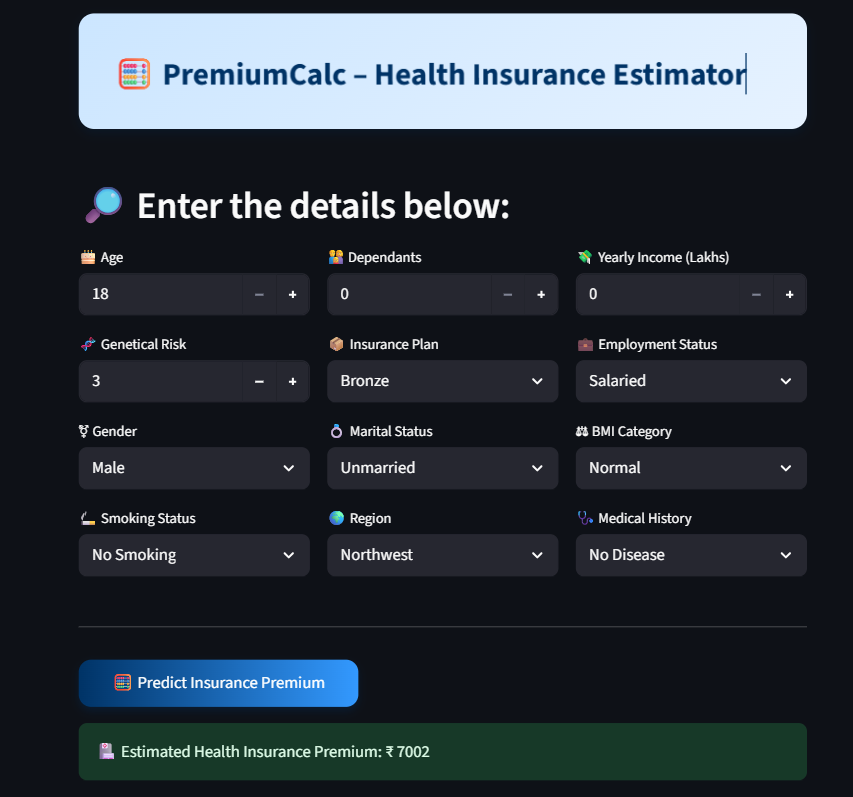 PremiumCalc – Health Insurance Estimator
Enter the details below:
Age Dependants Yearly Income (Lakhs)
18 − + 0 − + 0 − +
Genetical Risk Insurance Plan Employment Status
3 − + Bronze Salaried
Gender Marital Status BMI Category
Male Unmarried Normal
Smoking Status Region Medical History
No Smoking Northwest No Disease
Predict Insurance Premium
Estimated Health Insurance Premium: ₹ 7002